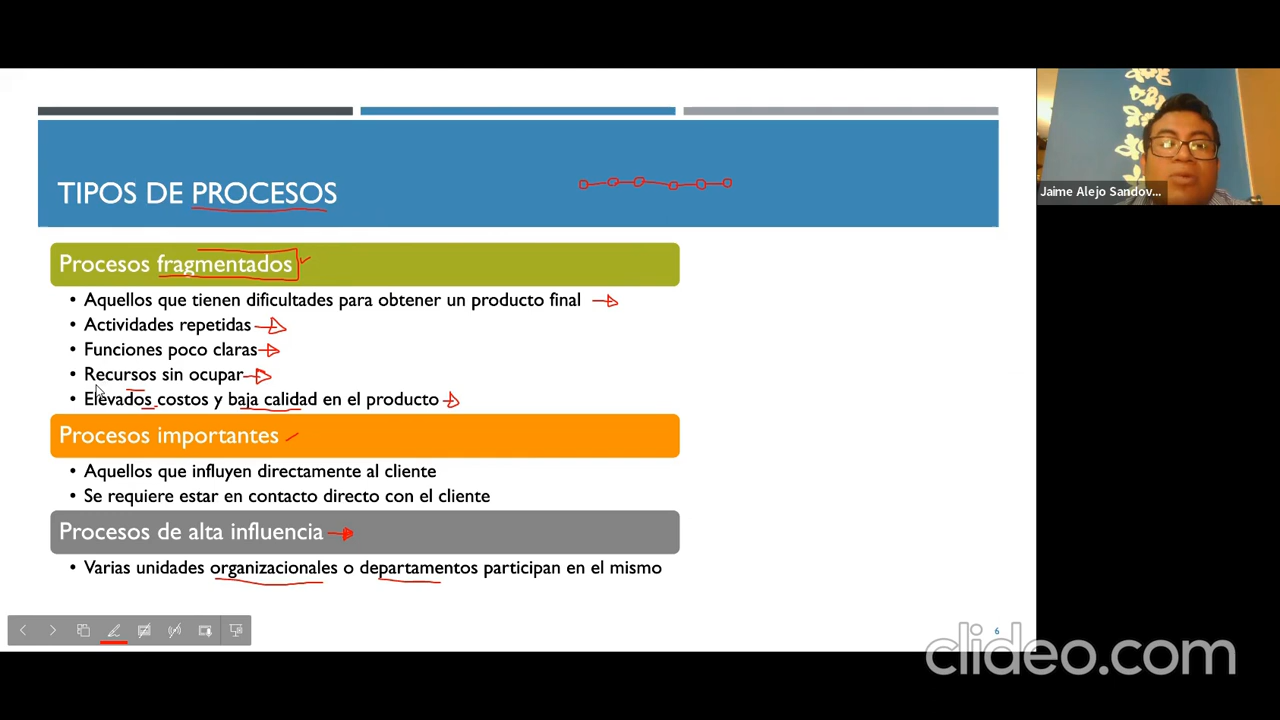 TIPOS DE PROCESOS
Jaime Alejo Sandov...
Procesos fragmentados
• Aquellos que tienen dificultades para obtener un producto final
• Actividades repetidas
• Funciones poco claras
• Recursos sin ocupar
• Elevados costos y baja calidad en el producto
Procesos importantes
• Aquellos que influyen directamente al cliente
• Se requiere estar en contacto directo con el cliente
Procesos de alta influencia
• Varias unidades organizacionales o departamentos participan en el mismo
6
clideo.com